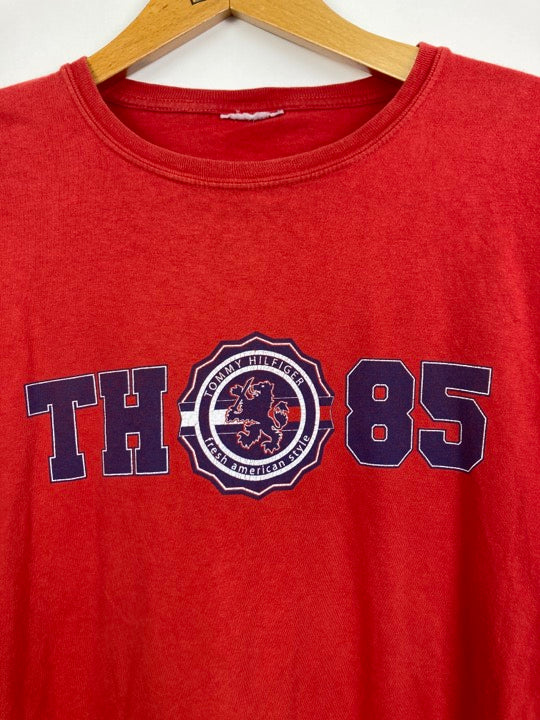 TH 85
TOMMY HILFIGER
fresh american style